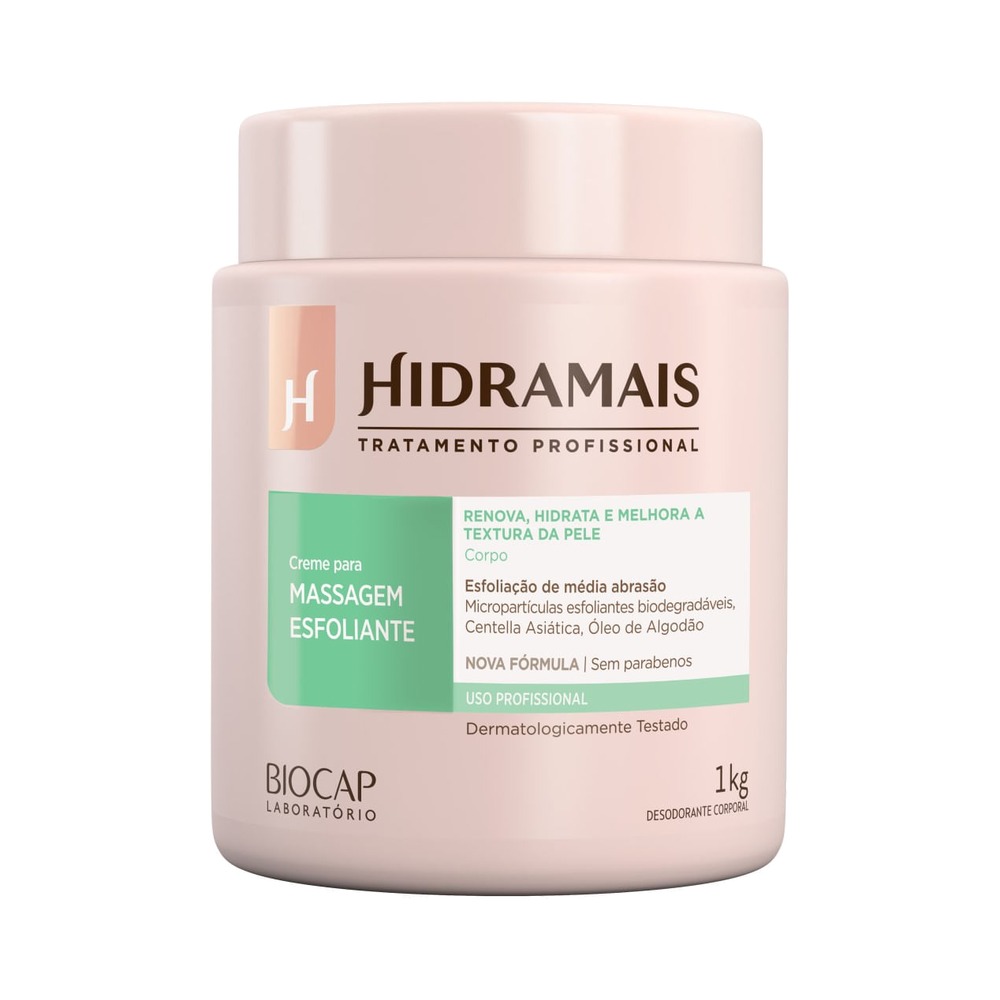 H
HIDRAMAIS
TRATAMENTO PROFISSIONAL
Creme para
MASSAGEM
ESFOLIANTE
RENOVA, HIDRATA E MELHORA A
TEXTURA DA PELE
Corpo
Esfoliação de média abrasão
Micropartículas esfoliantes biodegradáveis,
Centella Asiática, Óleo de Algodão
NOVA FÓRMULA | Sem parabenos
USO PROFISSIONAL
Dermatologicamente Testado
BIOCAP
LABORATÓRIO
1kg
DESODORANTE CORPORAL